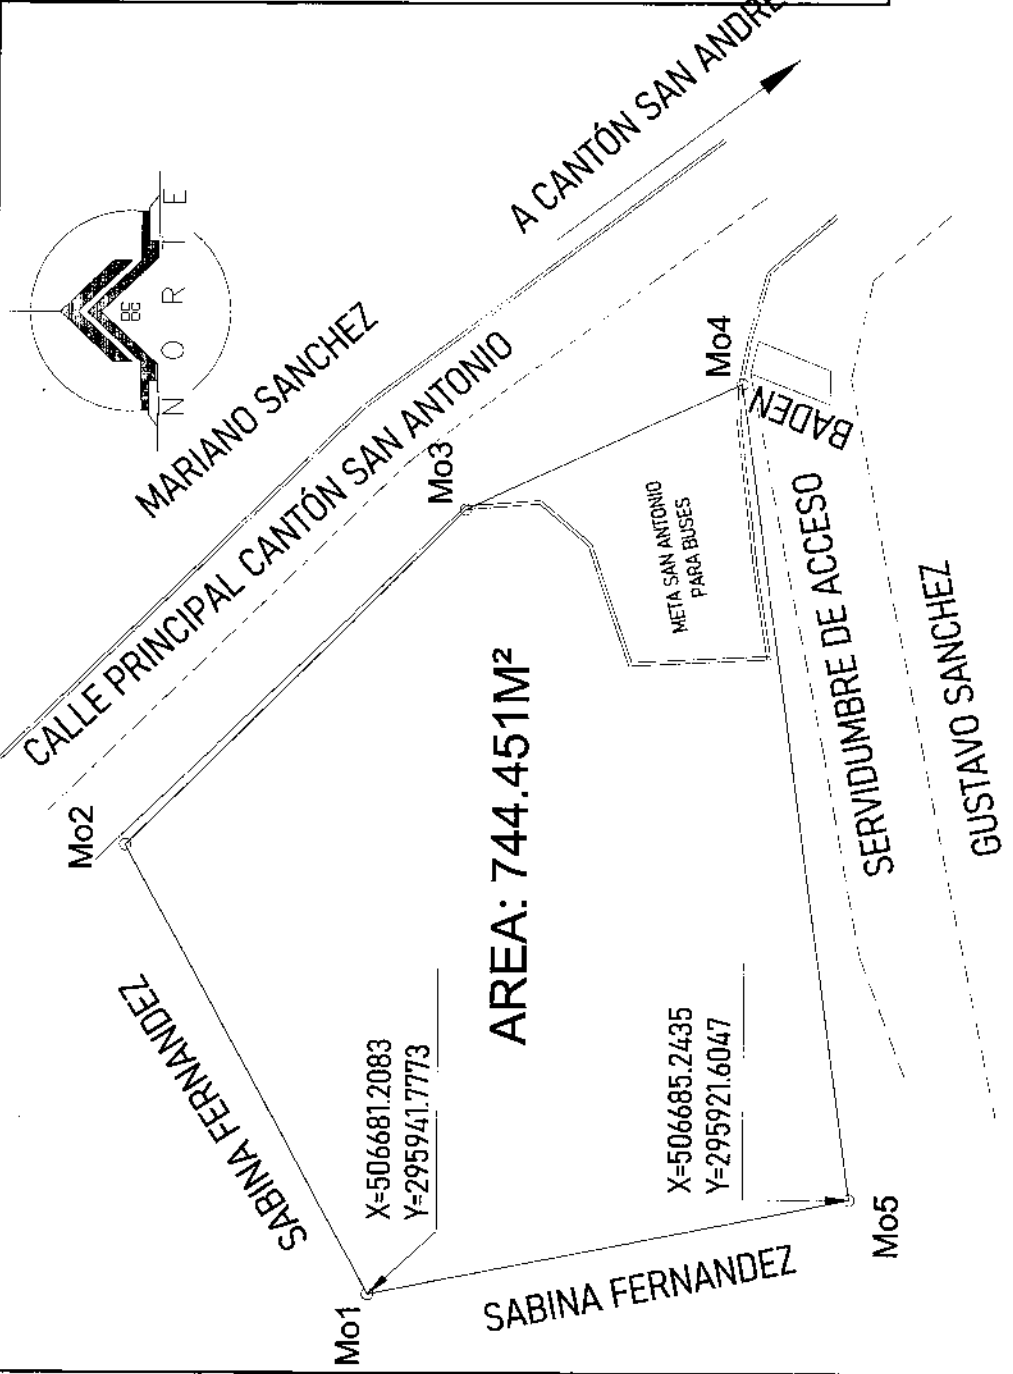 NORTE
A CANTÓN SAN ANDRE
MARIANO SANCHEZ
CALLE PRINCIPAL CANTÓN SAN ANTONIO
Mo2
Mo3
Mo4
BADEN
META SAN ANTONIO
PARA BUSES
SERVIDUMBRE DE ACCESO
GUSTAVO SANCHEZ
AREA: 744.451M²
SABINA FERNANDEZ
X=506681.2083
Y=295941.7773
X=506685.2435
Y=295921.6047
Mo1
SABINA FERNANDEZ
Mo5